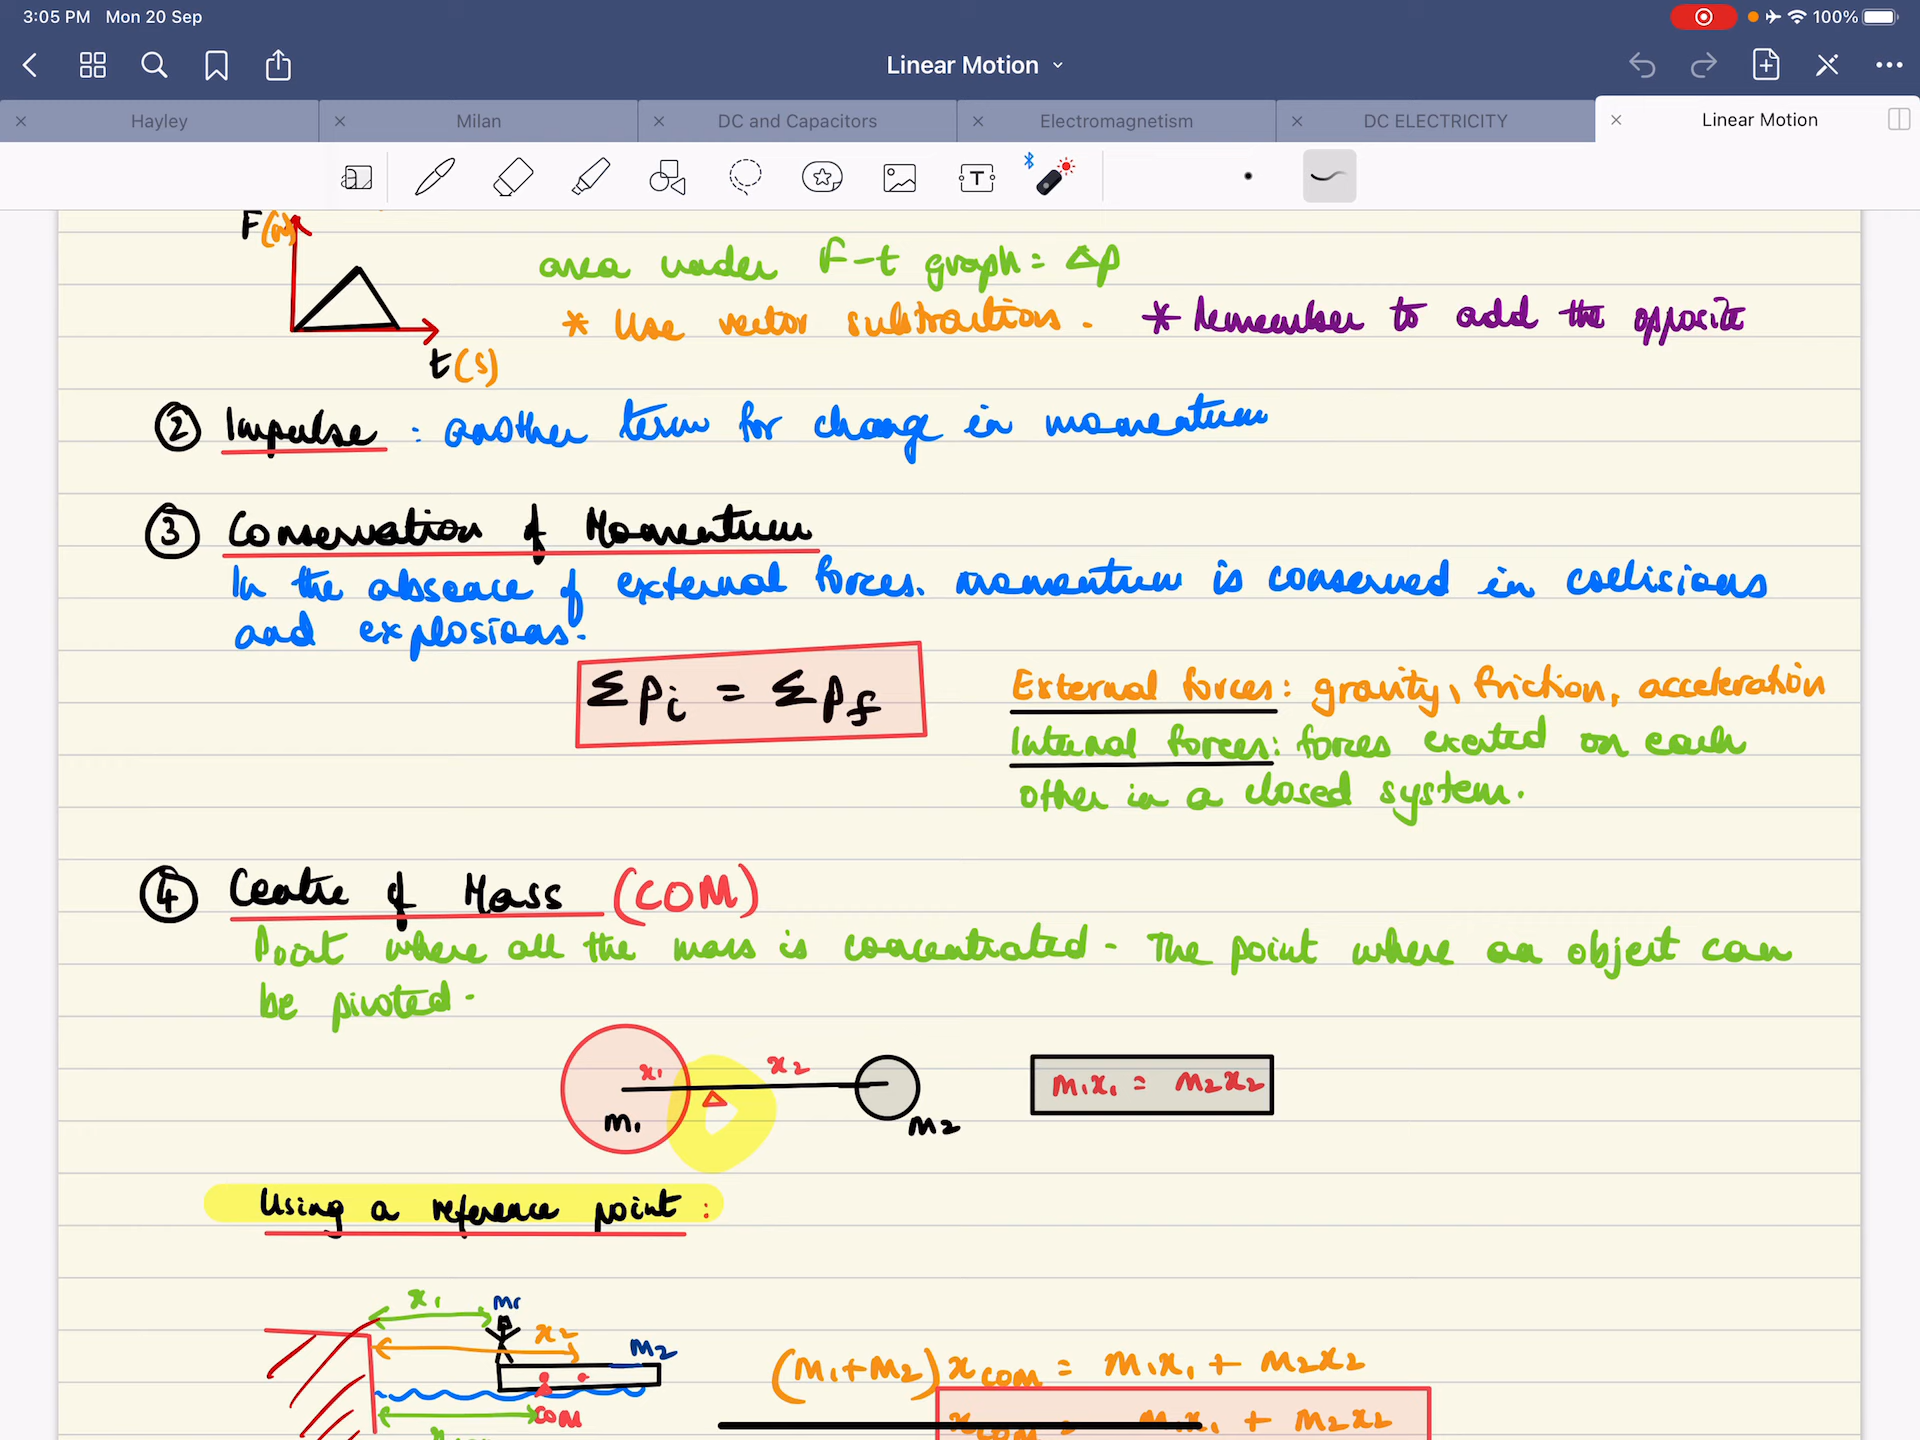 3:05 PM Mon 20 Sep
100%
Linear Motion
Hayley
Milan
DC and Capacitors
Electromagnetism
DC ELECTRICITY
Linear Motion
F(N)
area under F-t graph = Δp
* Use vector subtraction. * Remember to add the opposite
t(s)
② Impulse : another term for change in momentum
③ Conservation of Momentum
In the absence of external forces. momentum is conserved in collisions
and explosions.
Σpi = Σpf
External forces: gravity, friction, acceleration
Internal forces: forces exerted on each
other in a closed system.
④ Centre of Mass (COM)
Point where all the mass is concentrated - The point where an object can
be pivoted.
x₁ x₂
m₁ m₂
m₁x₁ = m₂x₂
Using a reference point :
x₁ m₁
x₂ m₂
COM
(m₁+m₂)xcom = m₁x₁ + m₂x₂
xcom = m₁x₁ + m₂x₂